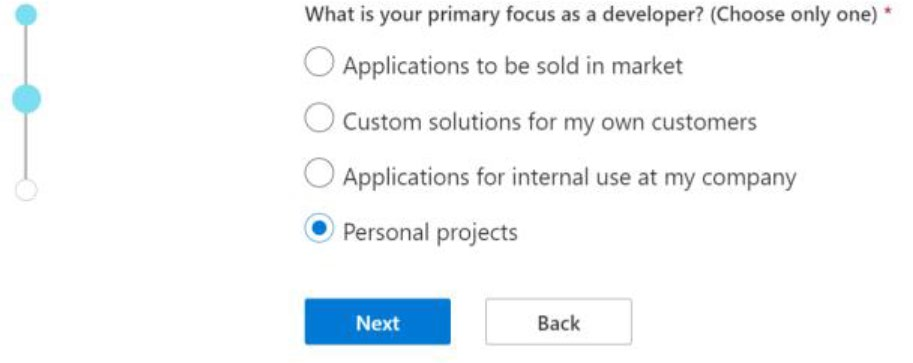 What is your primary focus as a developer? (Choose only one) *
Applications to be sold in market
Custom solutions for my own customers
Applications for internal use at my company
Personal projects
Next Back